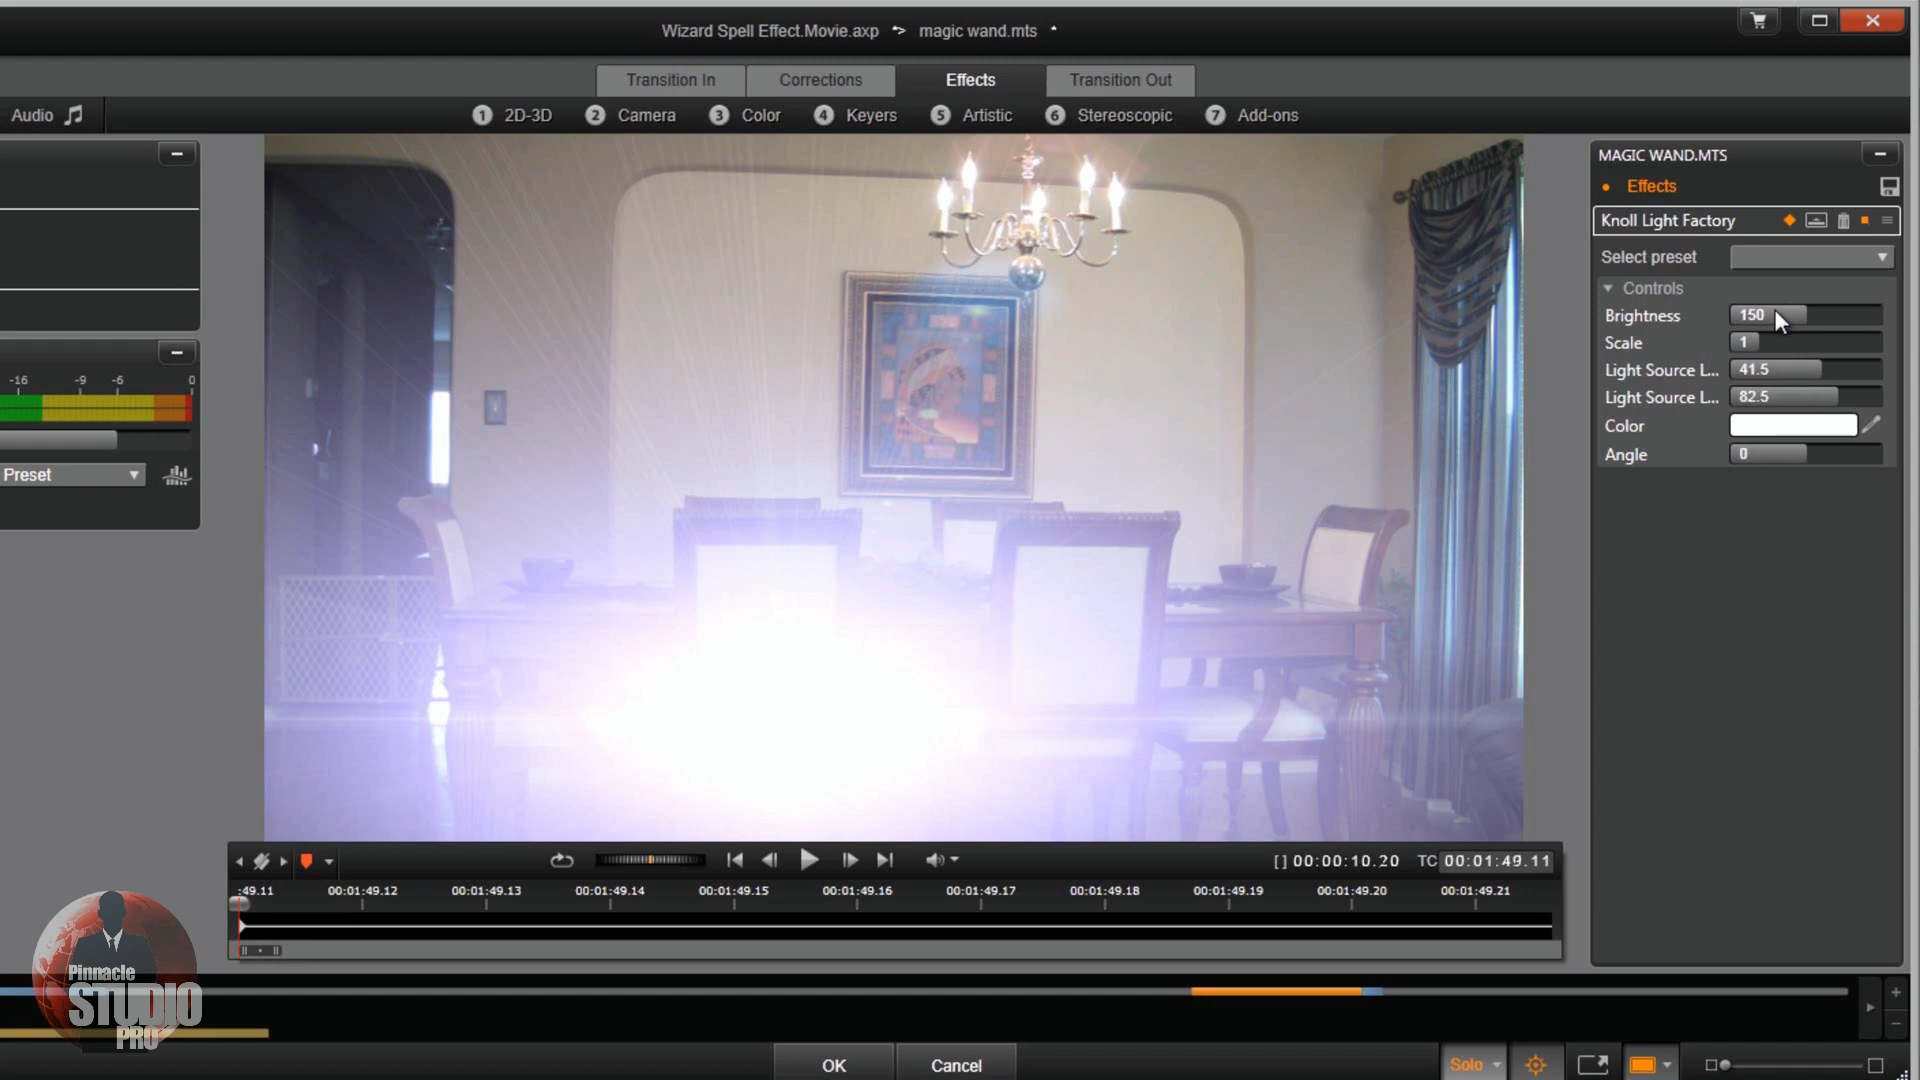 Wizard Spell Effect.Movie.axp *> magic wand.mts *
Transition In
Corrections
Effects
Transition Out
Audio
1 2D-3D
2 Camera
3 Color
4 Keyers
5 Artistic
6 Stereoscopic
7 Add-ons
MAGIC WAND.MTS
Effects
Knoll Light Factory
Select preset
Controls
Brightness 150
Scale 1
Light Source L... 41.5
Light Source L... 82.5
Color
Angle 0
-16 -9 -6 0
Preset
[] 00:00:10.20 TC 00:01:49.11
:49.11 00:01:49.12 00:01:49.13 00:01:49.14 00:01:49.15 00:01:49.16 00:01:49.17 00:01:49.18 00:01:49.19 00:01:49.20 00:01:49.21
Pinnacle
STUDIO
PRO
OK
Cancel
Solo